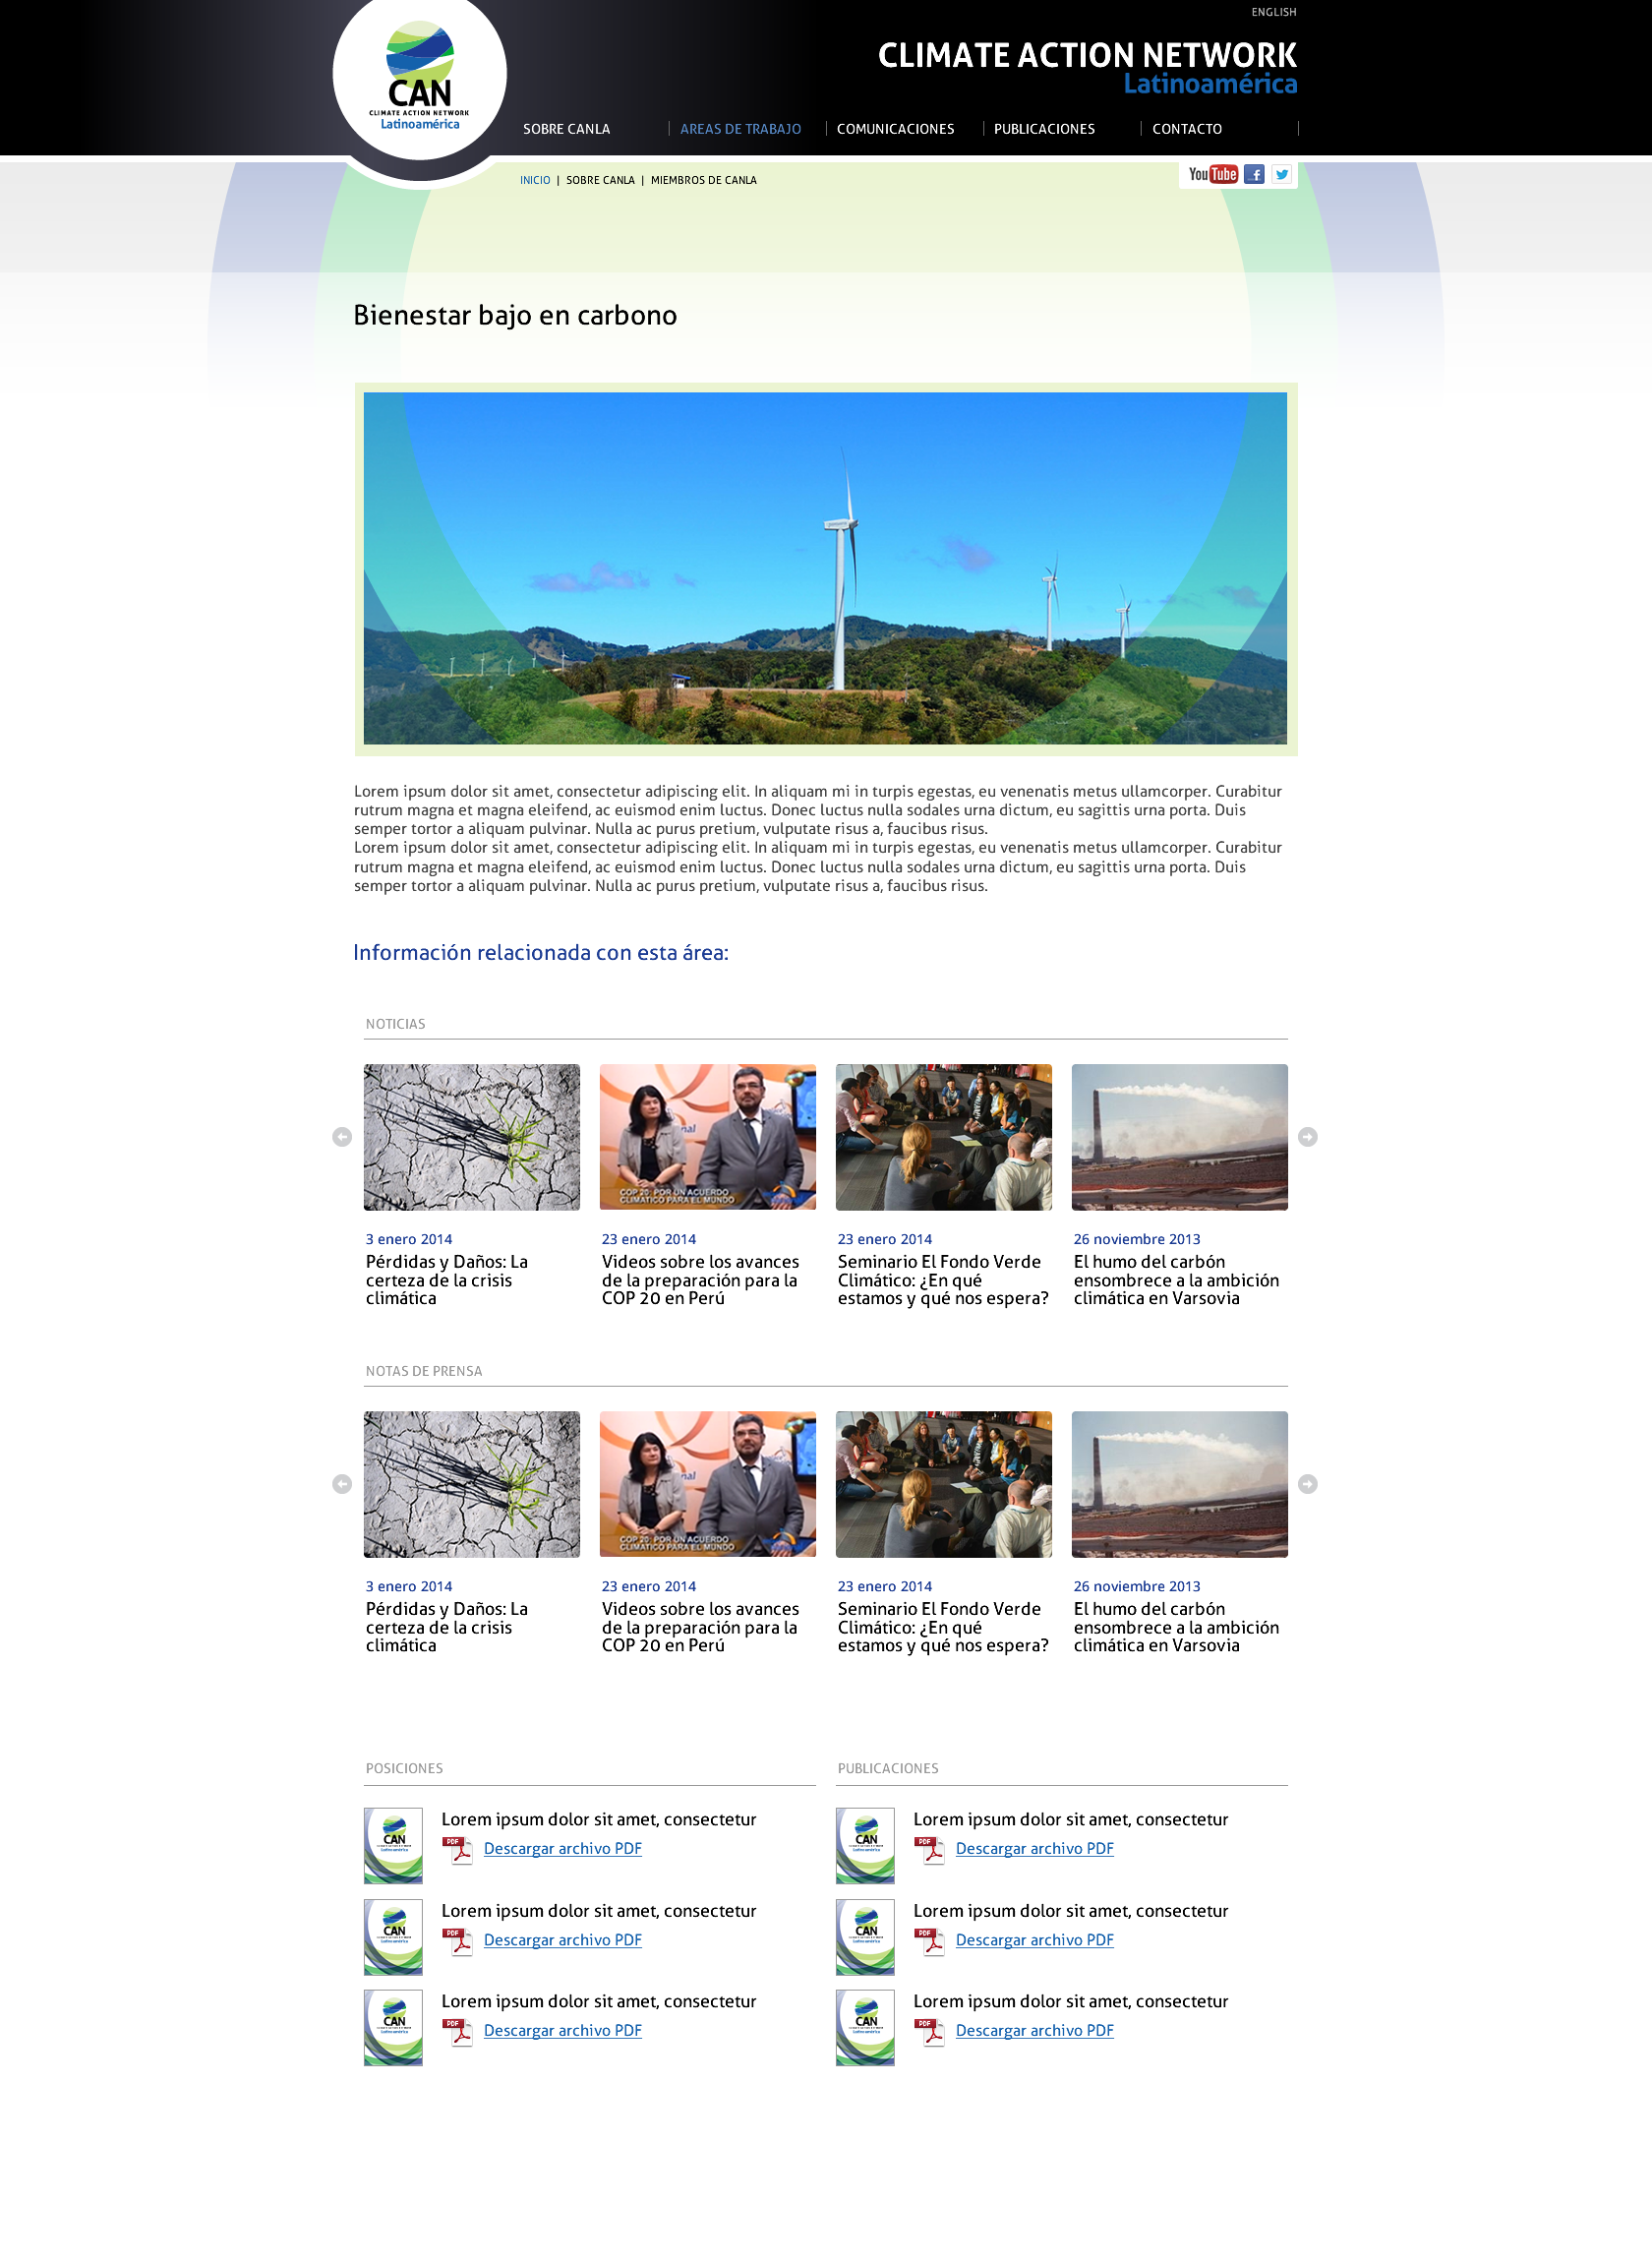 ENGLISH
CLIMATE ACTION NETWORK
Latinoamérica
CAN
CLIMATE ACTION NETWORK
Latinoamérica
SOBRE CANLA
AREAS DE TRABAJO
COMUNICACIONES
PUBLICACIONES
CONTACTO
INICIO | SOBRE CANLA | MIEMBROS DE CANLA
YouTube
f
Bienestar bajo en carbono
Lorem ipsum dolor sit amet, consectetur adipiscing elit. In aliquam mi in turpis egestas, eu venenatis metus ullamcorper. Curabitur
rutrum magna et magna eleifend, ac euismod enim luctus. Donec luctus nulla sodales urna dictum, eu sagittis urna porta. Duis
semper tortor a aliquam pulvinar. Nulla ac purus pretium, vulputate risus a, faucibus risus.
Lorem ipsum dolor sit amet, consectetur adipiscing elit. In aliquam mi in turpis egestas, eu venenatis metus ullamcorper. Curabitur
rutrum magna et magna eleifend, ac euismod enim luctus. Donec luctus nulla sodales urna dictum, eu sagittis urna porta. Duis
semper tortor a aliquam pulvinar. Nulla ac purus pretium, vulputate risus a, faucibus risus.
Información relacionada con esta área:
NOTICIAS
COP 20: POR UN ACUERDO
CLIMATICO PARA EL MUNDO
3 enero 2014
Pérdidas y Daños: La
certeza de la crisis
climática
23 enero 2014
Videos sobre los avances
de la preparación para la
COP 20 en Perú
23 enero 2014
Seminario El Fondo Verde
Climático: ¿En qué
estamos y qué nos espera?
26 noviembre 2013
El humo del carbón
ensombrece a la ambición
climática en Varsovia
NOTAS DE PRENSA
COP 20: POR UN ACUERDO
CLIMATICO PARA EL MUNDO
3 enero 2014
Pérdidas y Daños: La
certeza de la crisis
climática
23 enero 2014
Videos sobre los avances
de la preparación para la
COP 20 en Perú
23 enero 2014
Seminario El Fondo Verde
Climático: ¿En qué
estamos y qué nos espera?
26 noviembre 2013
El humo del carbón
ensombrece a la ambición
climática en Varsovia
POSICIONES
CAN
Lorem ipsum dolor sit amet, consectetur
PDF
Descargar archivo PDF
CAN
Lorem ipsum dolor sit amet, consectetur
PDF
Descargar archivo PDF
CAN
Lorem ipsum dolor sit amet, consectetur
PDF
Descargar archivo PDF
PUBLICACIONES
CAN
Lorem ipsum dolor sit amet, consectetur
PDF
Descargar archivo PDF
CAN
Lorem ipsum dolor sit amet, consectetur
PDF
Descargar archivo PDF
CAN
Lorem ipsum dolor sit amet, consectetur
PDF
Descargar archivo PDF